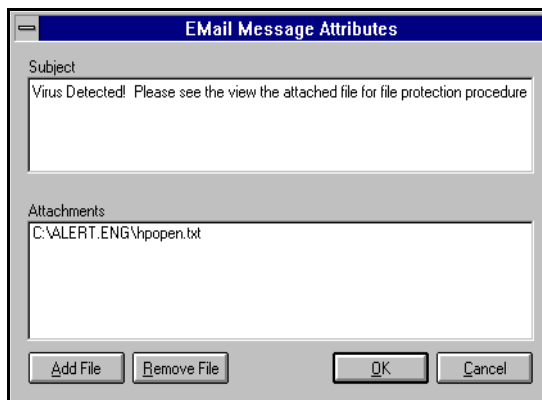 EMail Message Attributes
Subject
Virus Detected!  Please see the view the attached file for file protection procedure
Attachments
C:\ALERT.ENG\hpopen.txt
Add File
Remove File
OK
Cancel